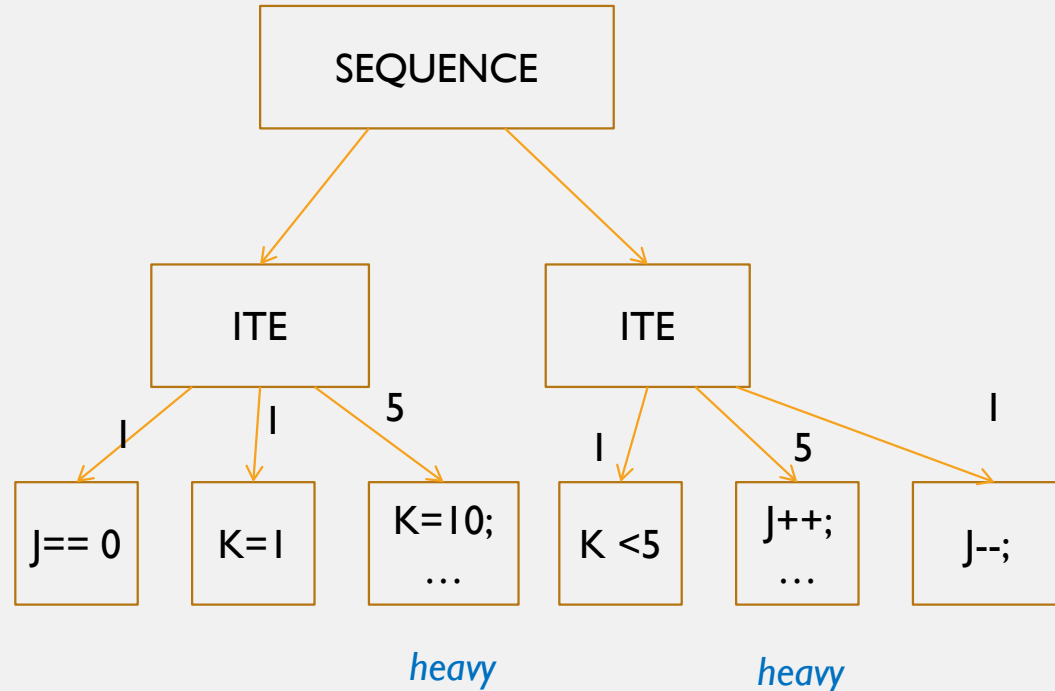 SEQUENCE
ITE
ITE
1
1
5
1
5
1
J== 0
K=1
K=10;
…
K <5
J++;
…
J--;
heavy
heavy